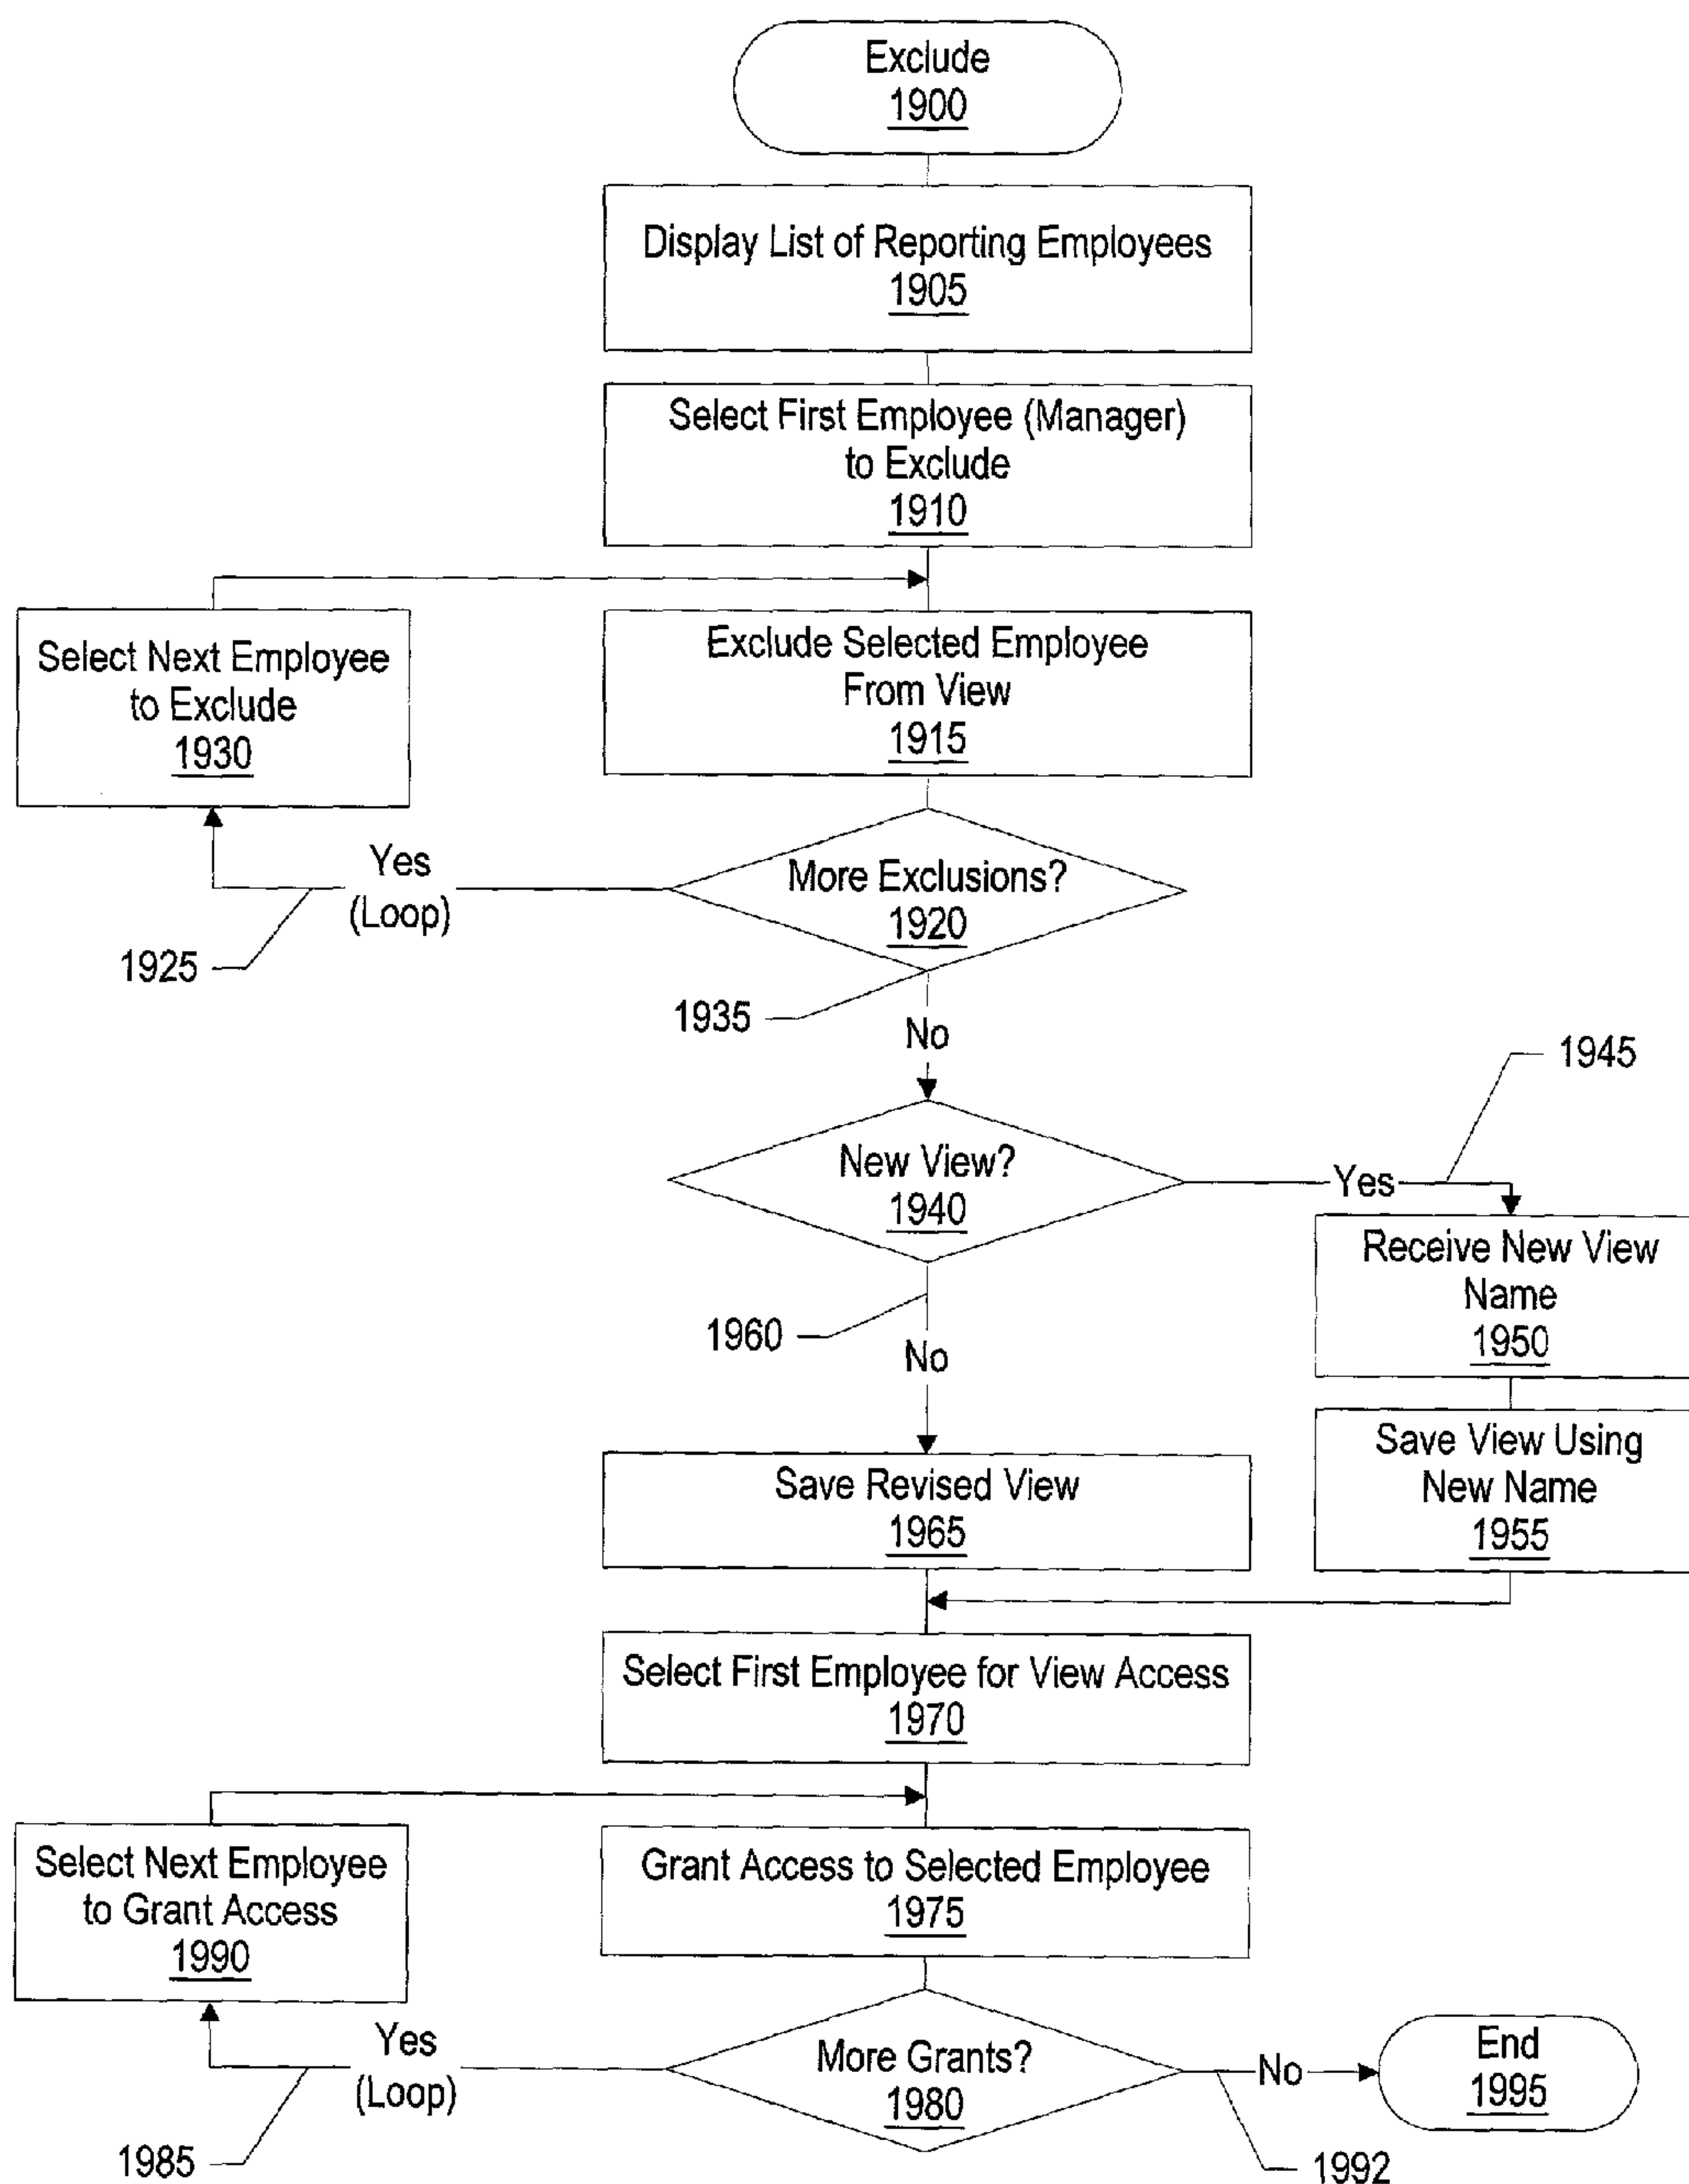 Exclude
1900
Display List of Reporting Employees
1905
Select First Employee (Manager)
to Exclude
1910
Select Next Employee
to Exclude
1930
Exclude Selected Employee
From View
1915
More Exclusions?
1920
Yes
(Loop)
1925
1935
No
1945
New View?
1940
Yes
Receive New View
Name
1950
1960
No
Save View Using
New Name
1955
Save Revised View
1965
Select First Employee for View Access
1970
Select Next Employee
to Grant Access
1990
Grant Access to Selected Employee
1975
More Grants?
1980
Yes
(Loop)
1985
No
1992
End
1995